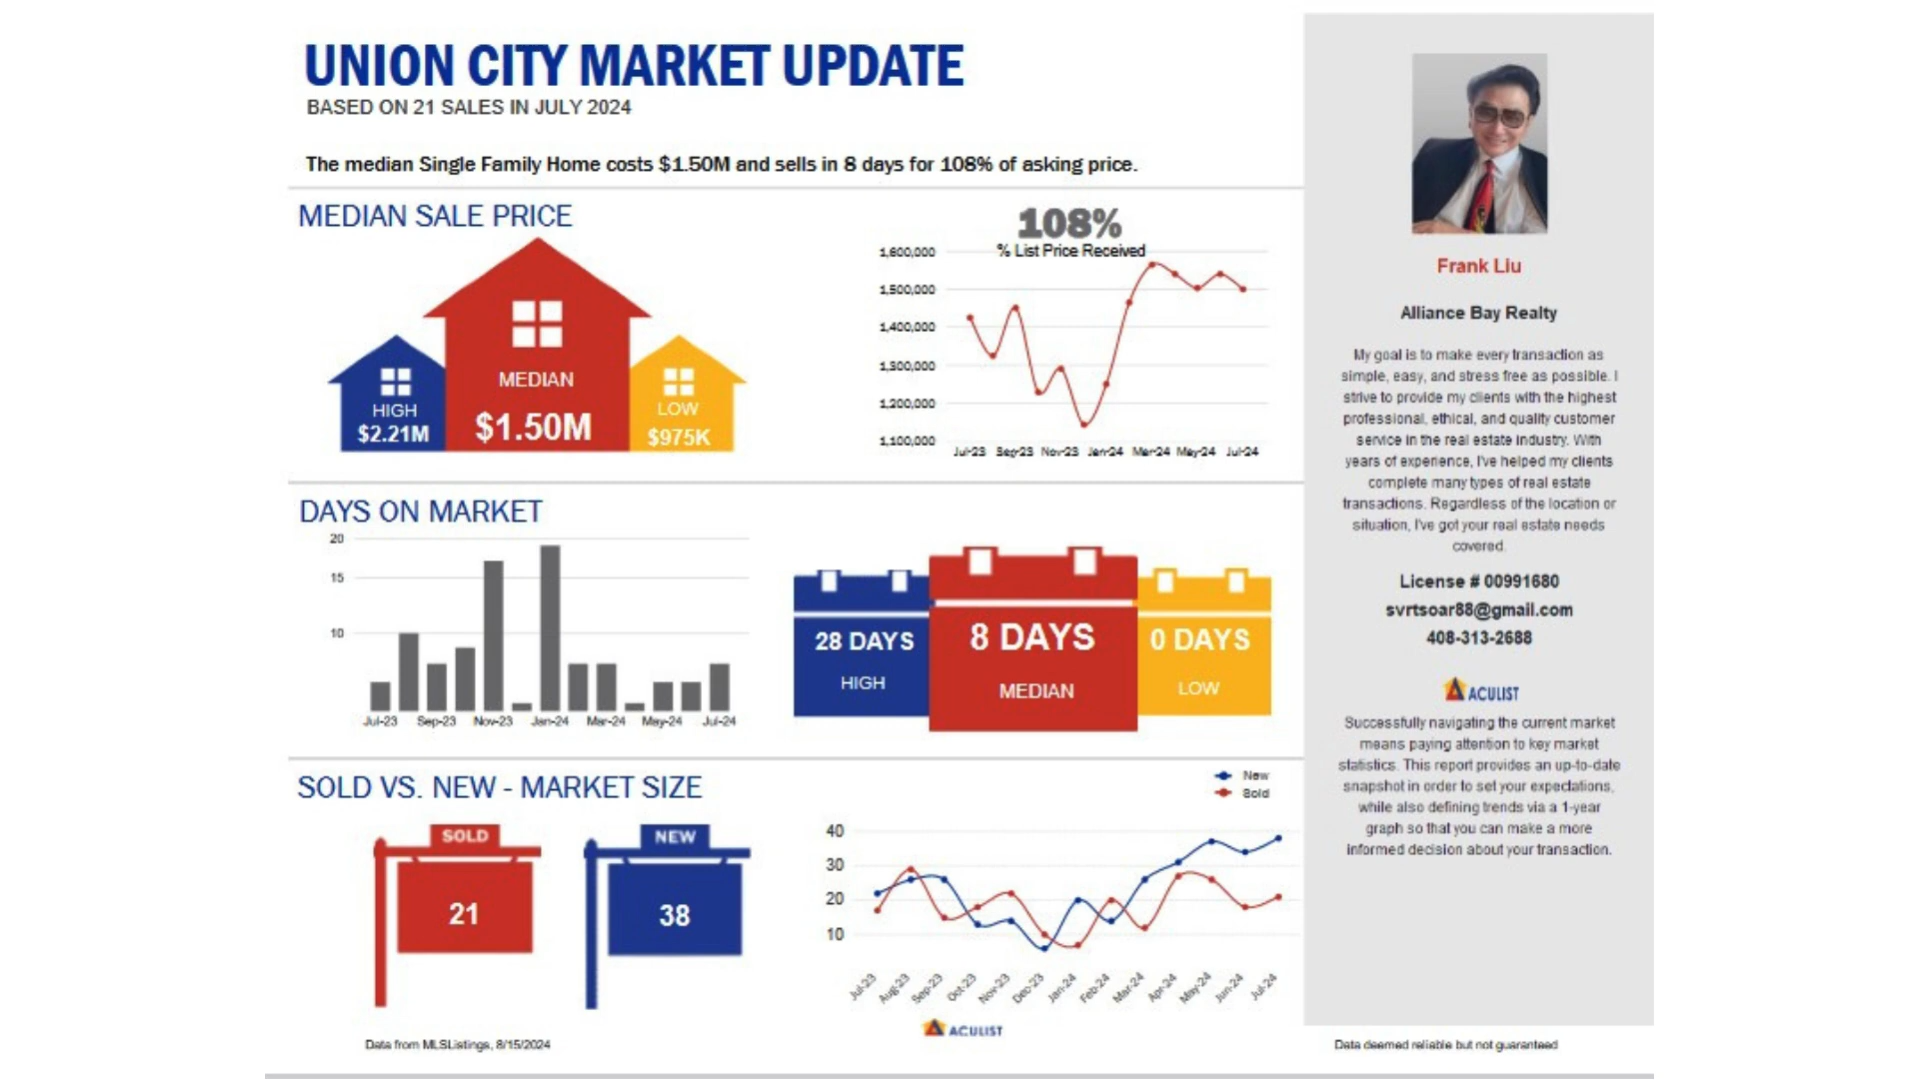 UNION CITY MARKET UPDATE
BASED ON 21 SALES IN JULY 2024
The median Single Family Home costs $1.50M and sells in 8 days for 108% of asking price.
MEDIAN SALE PRICE
HIGH
$2.21M
MEDIAN
$1.50M
LOW
$975K
108%
% List Price Received
1,600,000
1,500,000
1,400,000
1,300,000
1,200,000
1,100,000
Jul-23 Sep-23 Nov-23 Jan-24 Mar-24 May-24 Jul-24
DAYS ON MARKET
20
15
10
Jul-23 Sep-23 Nov-23 Jan-24 Mar-24 May-24 Jul-24
28 DAYS
HIGH
8 DAYS
MEDIAN
0 DAYS
LOW
SOLD VS. NEW - MARKET SIZE
SOLD
21
NEW
38
New
Sold
40
30
20
10
Jul-23 Aug-23 Sep-23 Oct-23 Nov-23 Dec-23 Jan-24 Feb-24 Mar-24 Apr-24 May-24 Jun-24 Jul-24
ACULIST
Data from MLSListings, 8/15/2024
Frank Liu
Alliance Bay Realty
My goal is to make every transaction as
simple, easy, and stress free as possible. I
strive to provide my clients with the highest
professional, ethical, and quality customer
service in the real estate industry. With
years of experience, I've helped my clients
complete many types of real estate
transactions. Regardless of the location or
situation, I've got your real estate needs
covered.
License # 00991680
svrtsoar88@gmail.com
408-313-2688
ACULIST
Successfully navigating the current market
means paying attention to key market
statistics. This report provides an up-to-date
snapshot in order to set your expectations,
while also defining trends via a 1-year
graph so that you can make a more
informed decision about your transaction.
Data deemed reliable but not guaranteed